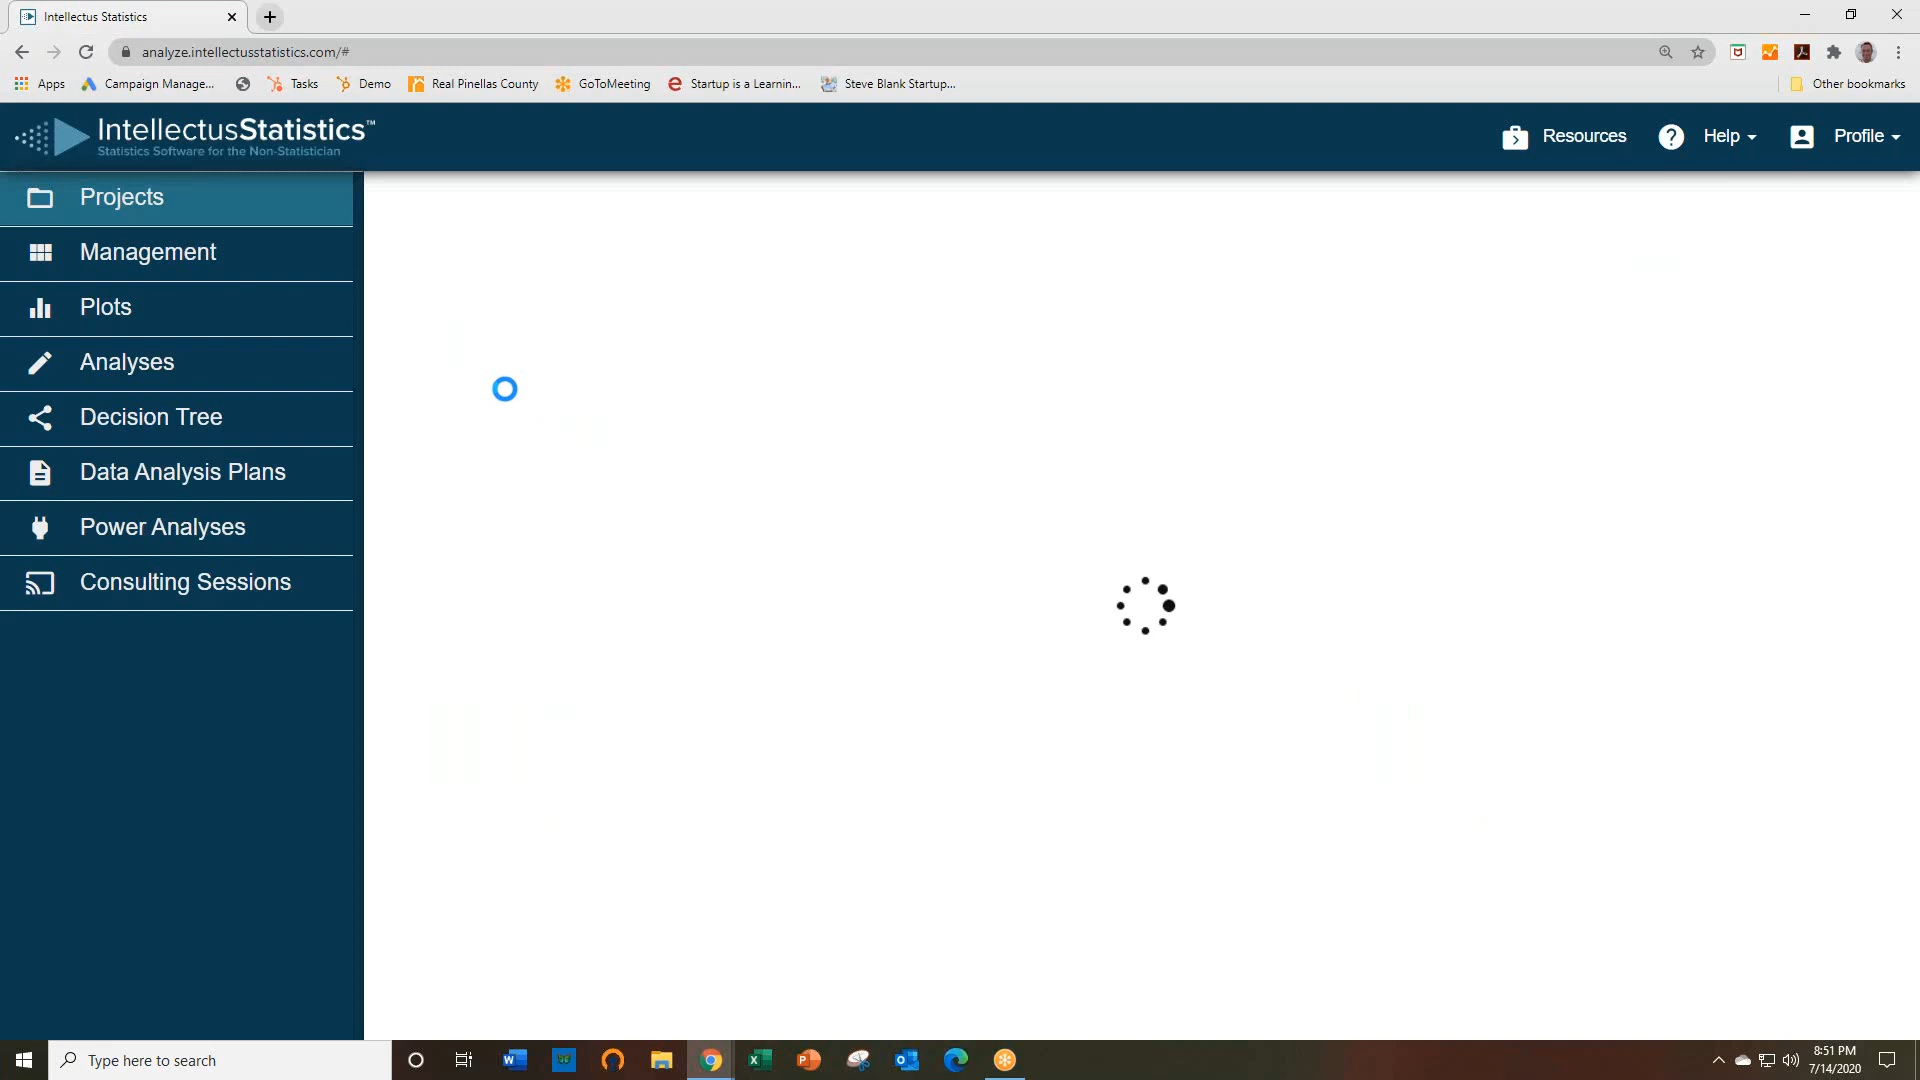 Intellectus Statistics
analyze.intellectusstatistics.com/#
Apps Campaign Manage... Tasks Demo Real Pinellas County GoToMeeting Startup is a Learnin... Steve Blank Startup... Other bookmarks
IntellectusStatistics™
Statistics Software for the Non-Statistician
Resources Help Profile
Projects
Management
Plots
Analyses
Decision Tree
Data Analysis Plans
Power Analyses
Consulting Sessions
Type here to search
8:51 PM
7/14/2020